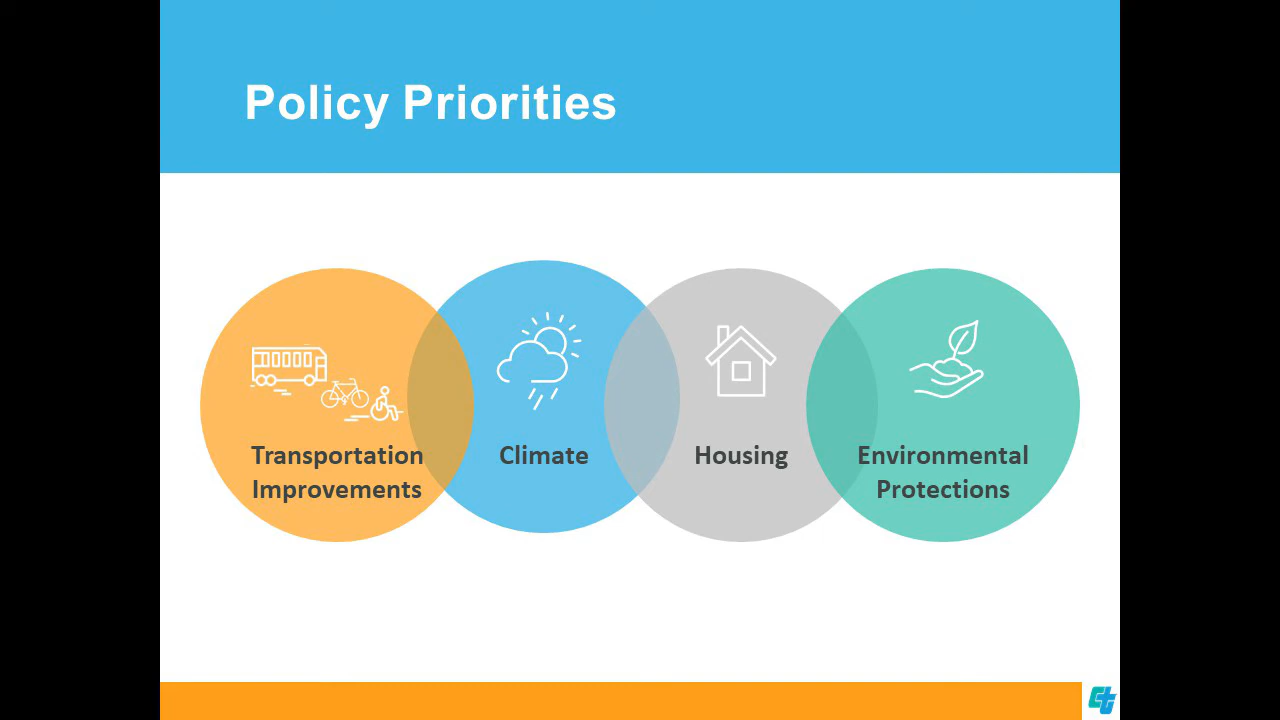 Policy Priorities
Transportation
Improvements
Climate
Housing
Environmental
Protections